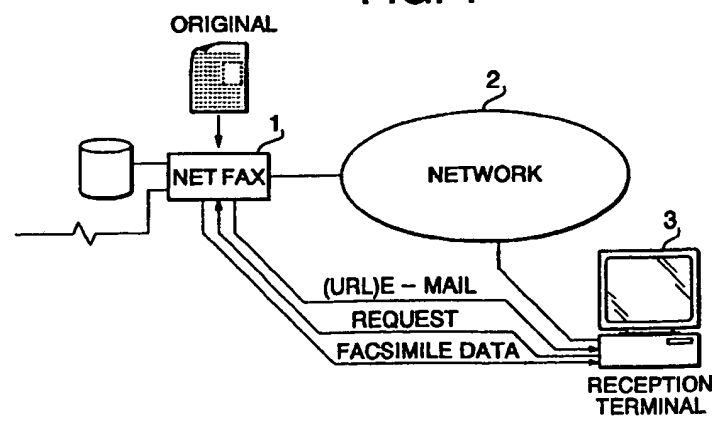 ORIGINAL
1
2
NET FAX
NETWORK
3
(URL)E – MAIL
REQUEST
FACSIMILE DATA
RECEPTION
TERMINAL